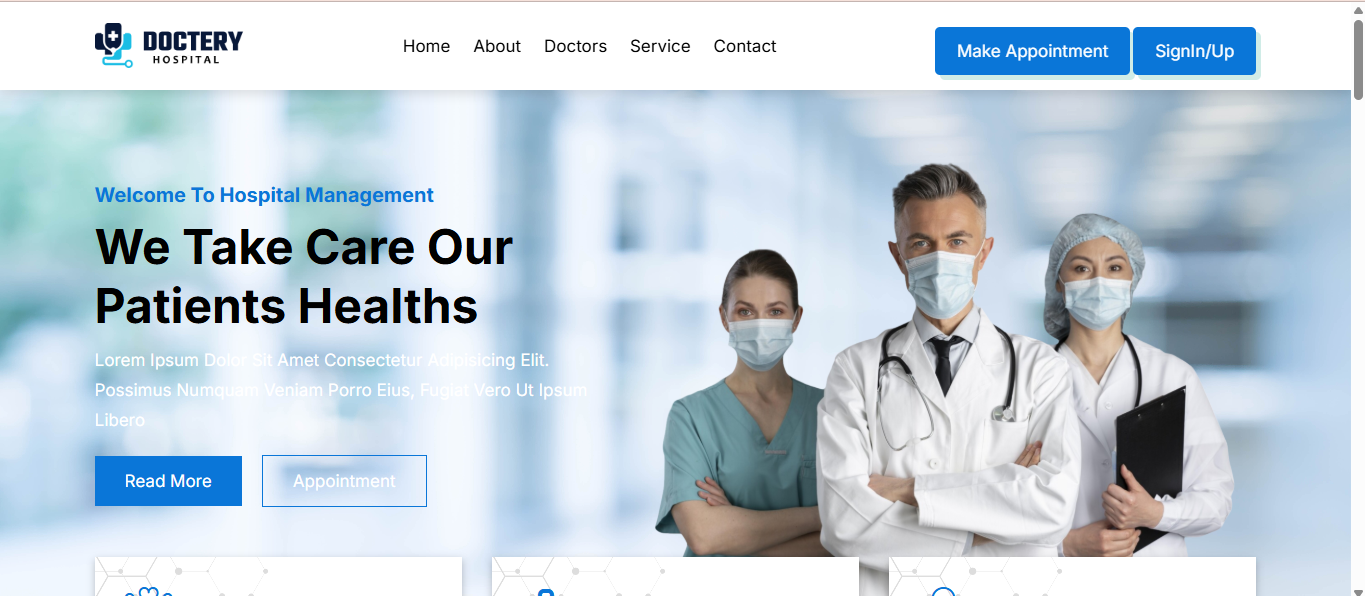 DOCTERY
HOSPITAL
Home About Doctors Service Contact
Make Appointment SignIn/Up
Welcome To Hospital Management
We Take Care Our
Patients Healths
Lorem Ipsum Dolor Sit Amet Consectetur Adipisicing Elit.
Possimus Numquam Veniam Porro Eius, Fugiat Vero Ut Ipsum
Libero
Read More Appointment